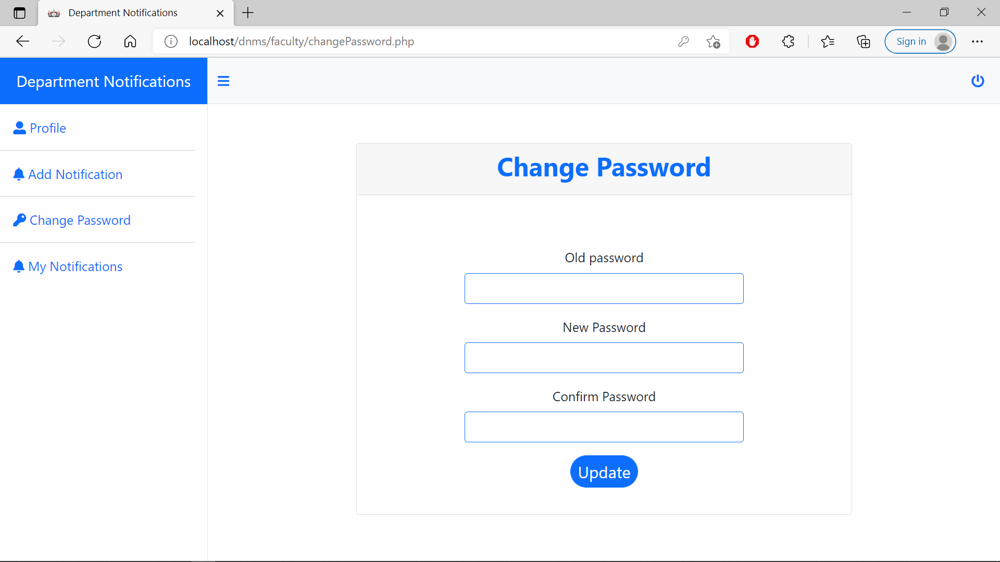 Department Notifications
localhost/dnms/faculty/changePassword.php
Sign in
Department Notifications
Profile
Add Notification
Change Password
My Notifications
Change Password
Old password
New Password
Confirm Password
Update